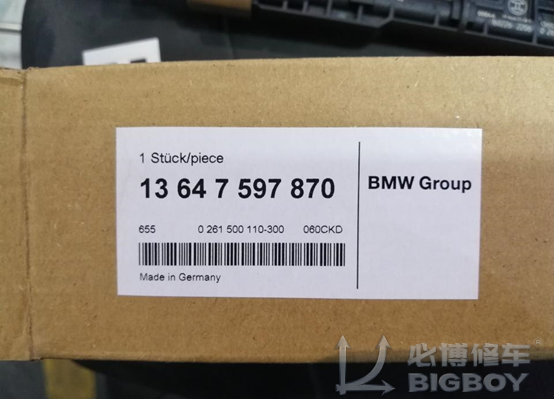 1 Stück/piece
13 64 7 597 870
BMW Group
655 0 261 500 110-300 060CKD
Made in Germany
必博修车
BIGBOY